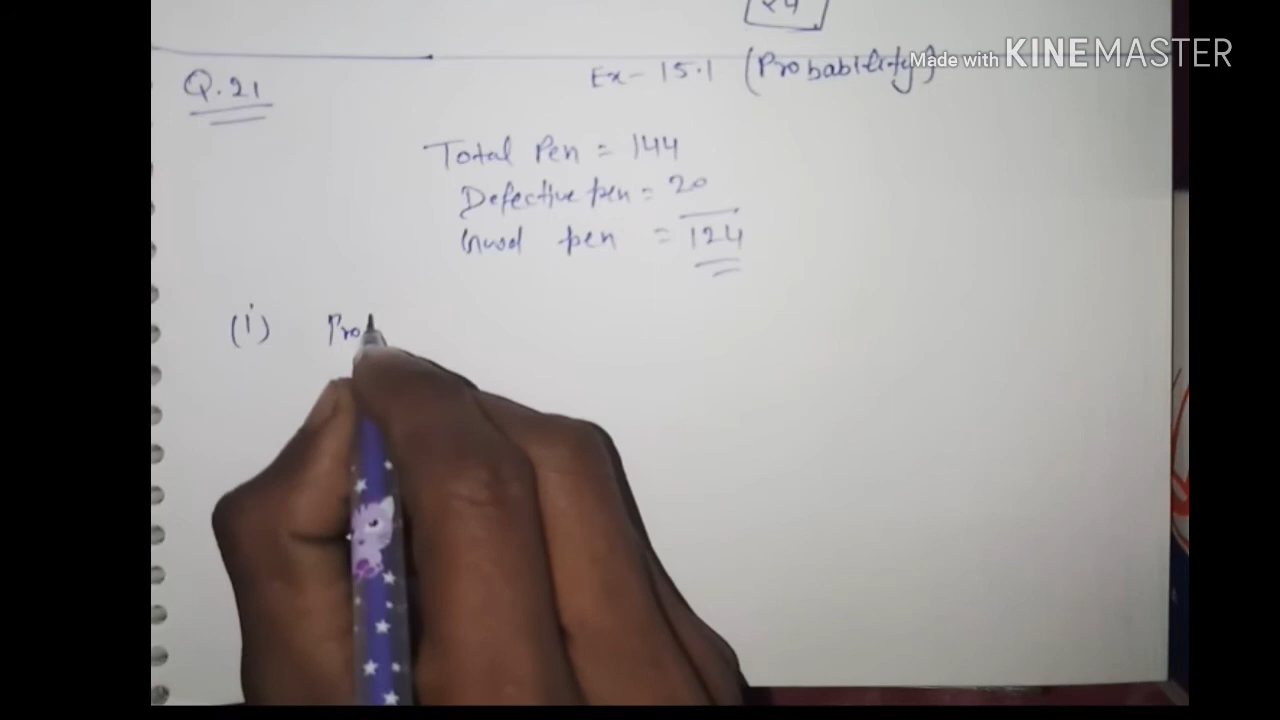 Made with KINEMASTER
Q.21
Ex- 15.1 (Probability)
Total Pen = 144
Defective pen = 20
Good pen = 124
(i) Pro